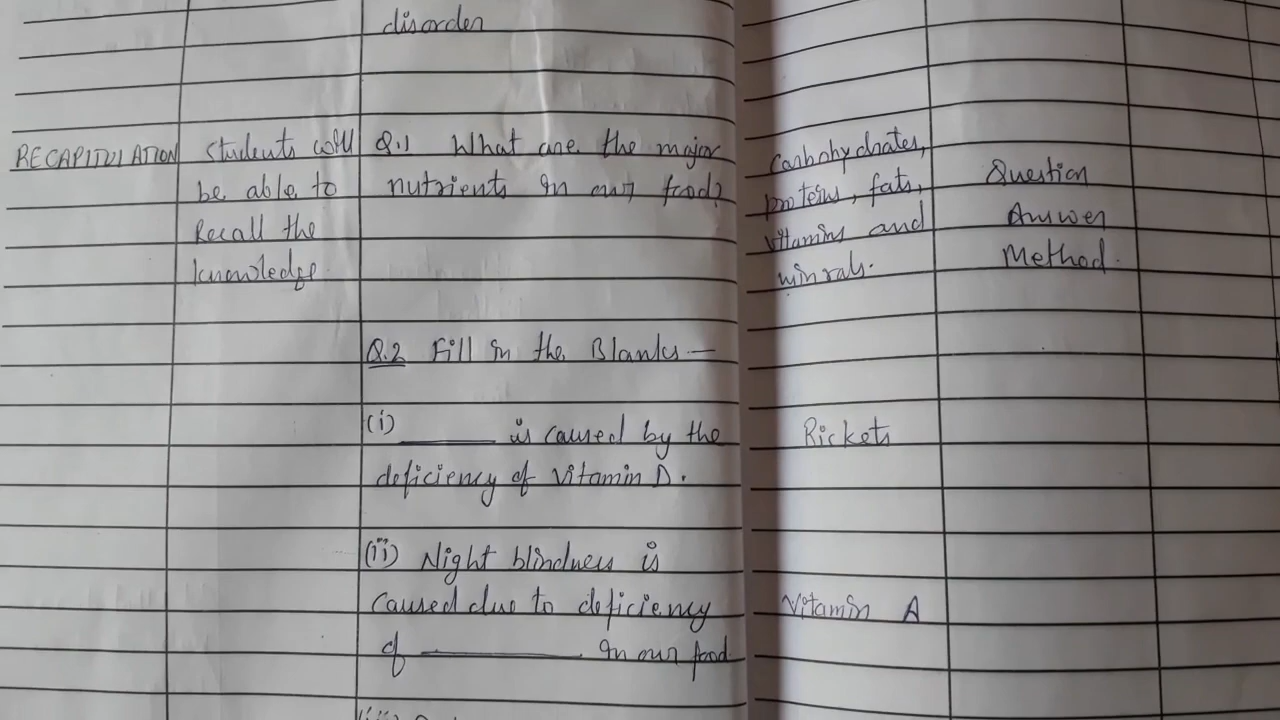 disorder
RECAPITULATION
Students will
be able to
Recall the
knowledge.
Q.1 What are the major
nutrients in our food?
Carbohydrates,
proteins, fats,
vitamins and
minrals.
Question
Answer
Method.
Q.2 Fill in the Blanks —
(i) ______ is caused by the
deficiency of Vitamin D.
Rickets
(ii) Night blindness is
caused due to deficiency
of __________ in our food
Vitamin A